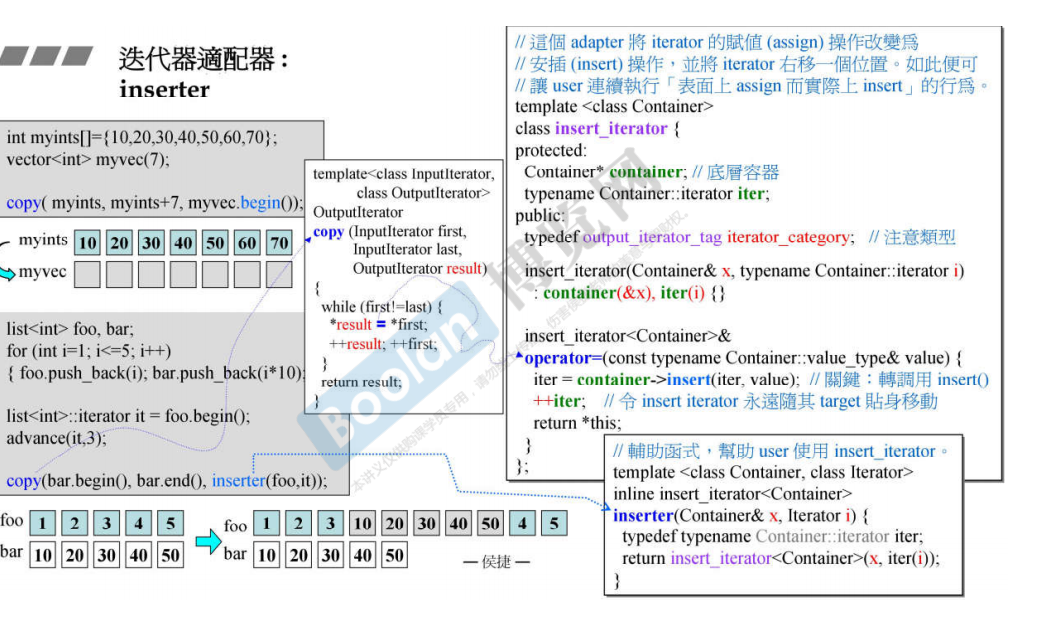 迭代器適配器：
inserter
int myints[]={10,20,30,40,50,60,70};
vector<int> myvec(7);
copy( myints, myints+7, myvec.begin());
myints 10 20 30 40 50 60 70
myvec
list<int> foo, bar;
for (int i=1; i<=5; i++)
{ foo.push_back(i); bar.push_back(i*10);
list<int>::iterator it = foo.begin();
advance(it,3);
copy(bar.begin(), bar.end(), inserter(foo,it));
foo 1 2 3 4 5
bar 10 20 30 40 50
foo 1 2 3 10 20 30 40 50 4 5
bar 10 20 30 40 50
— 侯捷 —
template<class InputIterator,
class OutputIterator>
OutputIterator
copy (InputIterator first,
InputIterator last,
OutputIterator result)
{
while (first!=last) {
*result = *first;
++result; ++first;
}
return result;
}
// 這個 adapter 將 iterator 的賦值 (assign) 操作改變爲
// 安插 (insert) 操作，並將 iterator 右移一個位置。如此便可
// 讓 user 連續執行「表面上 assign 而實際上 insert」的行爲。
template <class Container>
class insert_iterator {
protected:
Container* container; // 底層容器
typename Container::iterator iter;
public:
typedef output_iterator_tag iterator_category; // 注意類型
insert_iterator(Container& x, typename Container::iterator i)
: container(&x), iter(i) {}
insert_iterator<Container>&
operator=(const typename Container::value_type& value) {
iter = container->insert(iter, value); // 關鍵：轉調用 insert()
++iter; // 令 insert iterator 永遠隨其 target 貼身移動
return *this;
}
};
// 輔助函式，幫助 user 使用 insert_iterator。
template <class Container, class Iterator>
inline insert_iterator<Container>
inserter(Container& x, Iterator i) {
typedef typename Container::iterator iter;
return insert_iterator<Container>(x, iter(i));
}
Boolan 博览网